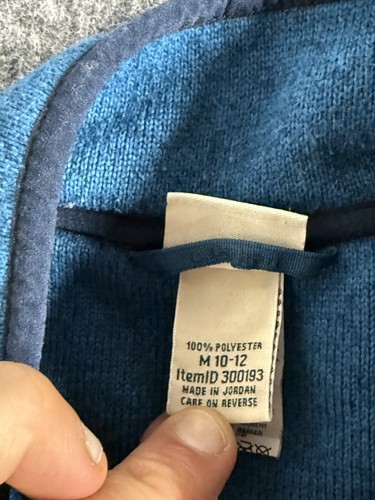 100% POLYESTER
M 10-12
ItemID 300193
MADE IN JORDAN
CARE ON REVERSE